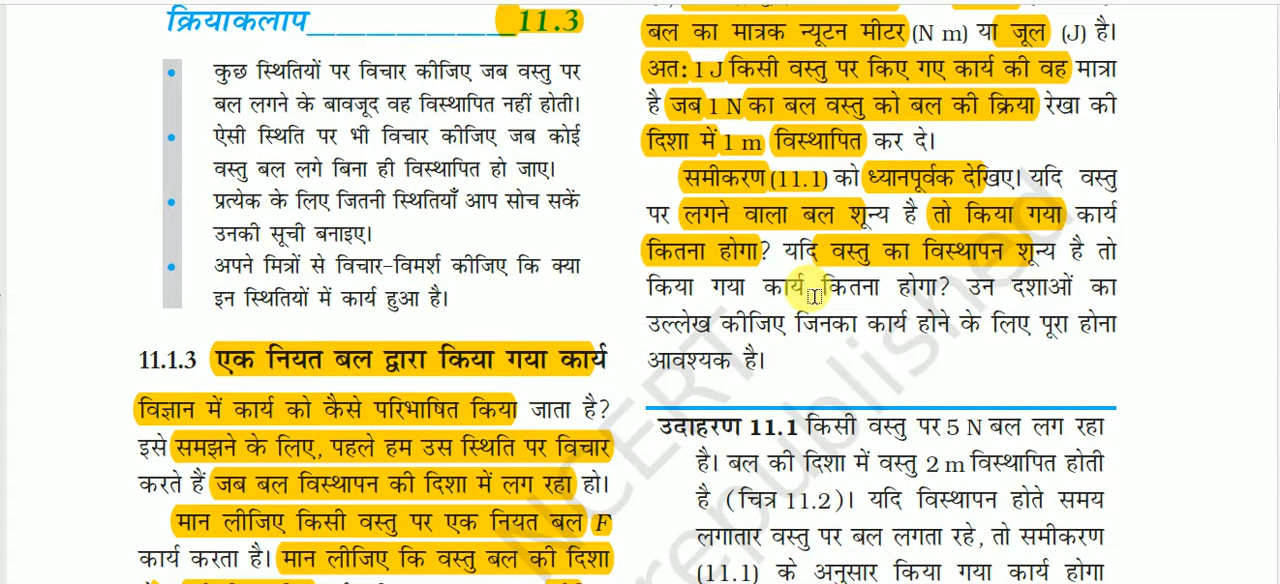 क्रियाकलाप______________11.3
• कुछ स्थितियों पर विचार कीजिए जब वस्तु पर
बल लगने के बावजूद वह विस्थापित नहीं होती।
• ऐसी स्थिति पर भी विचार कीजिए जब कोई
वस्तु बल लगे बिना ही विस्थापित हो जाए।
• प्रत्येक के लिए जितनी स्थितियाँ आप सोच सकें
उनकी सूची बनाइए।
• अपने मित्रों से विचार-विमर्श कीजिए कि क्या
इन स्थितियों में कार्य हुआ है।
11.1.3 एक नियत बल द्वारा किया गया कार्य
विज्ञान में कार्य को कैसे परिभाषित किया जाता है?
इसे समझने के लिए, पहले हम उस स्थिति पर विचार
करते हैं जब बल विस्थापन की दिशा में लग रहा हो।
मान लीजिए किसी वस्तु पर एक नियत बल F
कार्य करता है। मान लीजिए कि वस्तु बल की दिशा
बल का मात्रक न्यूटन मीटर (N m) या जूल (J) है।
अत: 1 J किसी वस्तु पर किए गए कार्य की वह मात्रा
है जब 1 N का बल वस्तु को बल की क्रिया रेखा की
दिशा में 1 m विस्थापित कर दे।
समीकरण (11.1) को ध्यानपूर्वक देखिए। यदि वस्तु
पर लगने वाला बल शून्य है तो किया गया कार्य
कितना होगा? यदि वस्तु का विस्थापन शून्य है तो
किया गया कार्य कितना होगा? उन दशाओं का
उल्लेख कीजिए जिनका कार्य होने के लिए पूरा होना
आवश्यक है।
उदाहरण 11.1 किसी वस्तु पर 5 N बल लग रहा
है। बल की दिशा में वस्तु 2 m विस्थापित होती
है (चित्र 11.2)। यदि विस्थापन होते समय
लगातार वस्तु पर बल लगता रहे, तो समीकरण
(11.1) के अनुसार किया गया कार्य होगा
NCERT
republished